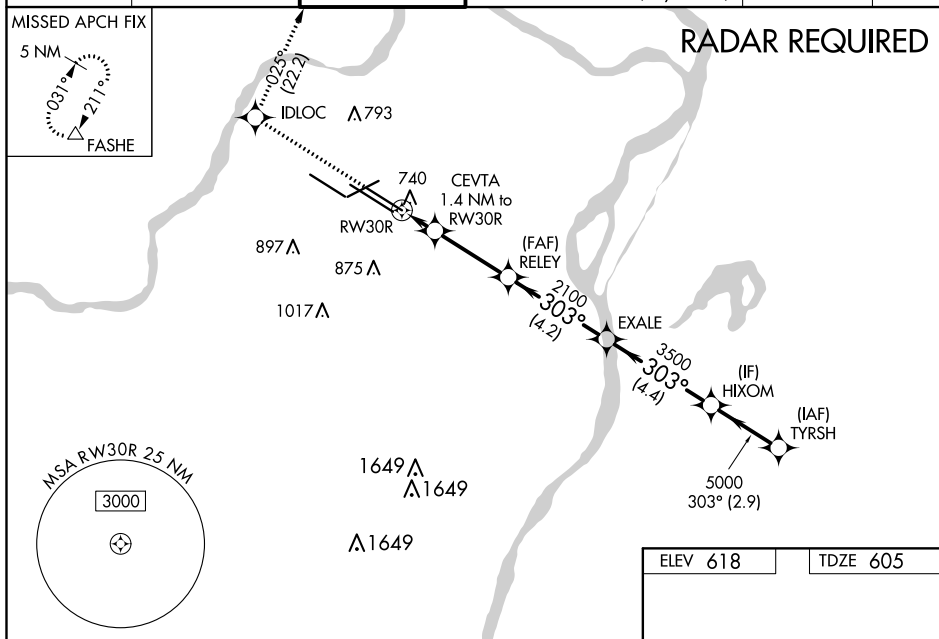 MISSED APCH FIX
5 NM
031°
211°
FASHE
025°
(22.2)
RADAR REQUIRED
IDLOC
793
740
CEVTA
1.4 NM to
RW30R
RW30R
897
875
1017
(FAF)
RELEY
2100
303°
(4.2)
EXALE
3500
303°
(4.4)
(IF)
HIXOM
(IAF)
TYRSH
5000
303° (2.9)
1649
1649
1649
MSA RW30R 25 NM
3000
ELEV 618
TDZE 605